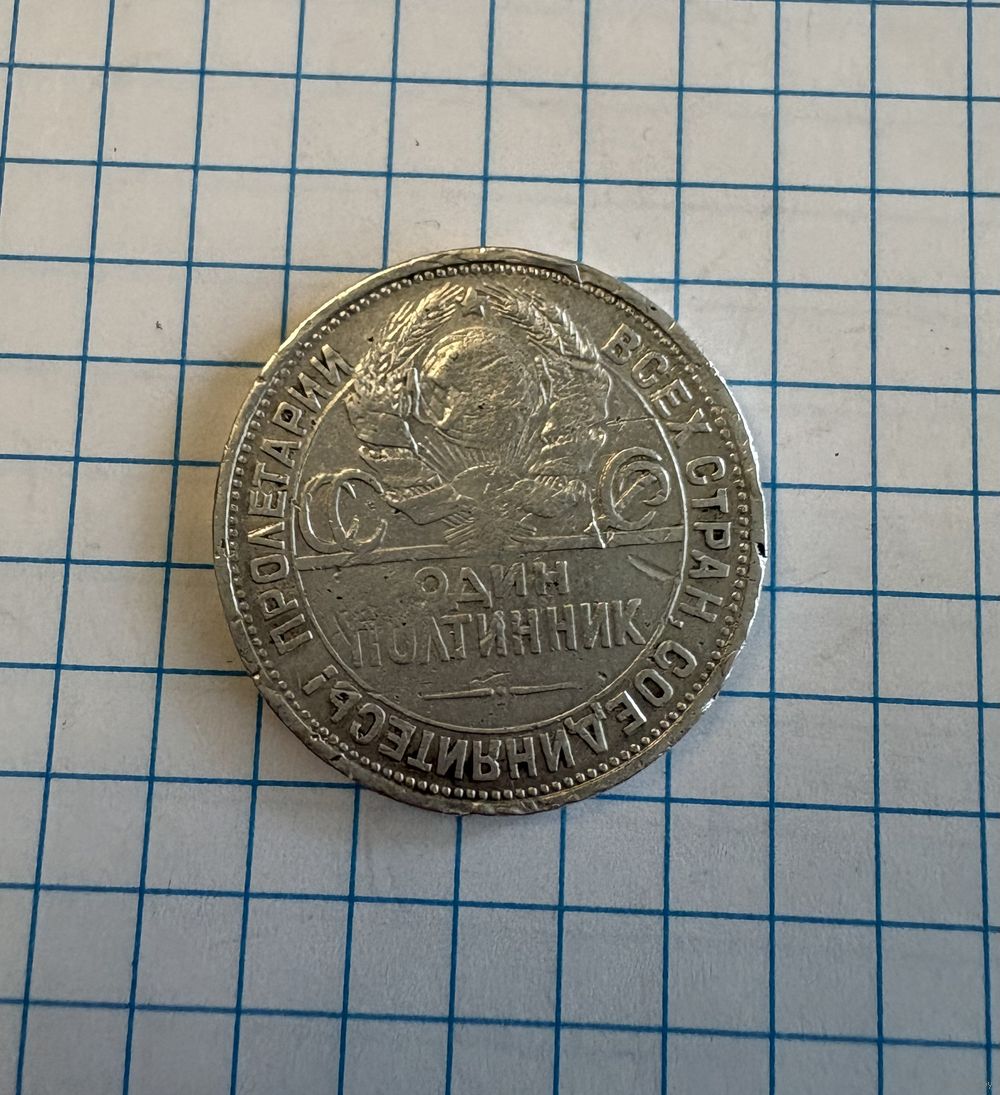 ПРОЛЕТАРИИ ВСЕХ СТРАН, СОЕДИНЯЙТЕСЬ!
С С
С Р
ОДИН
ПОЛТИННИК